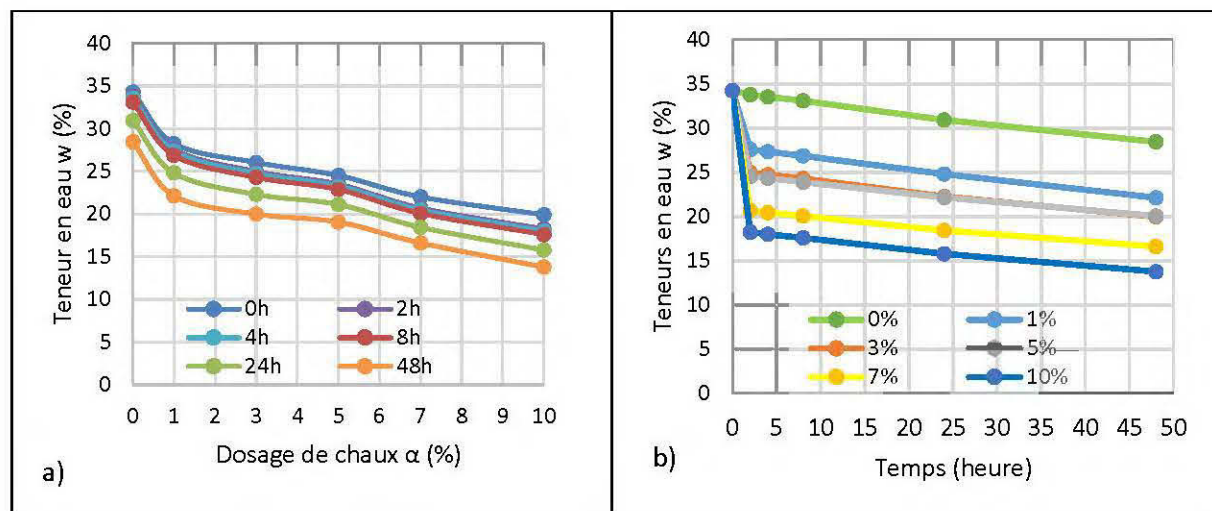 40
35
30
25
20
15
10
5
0
Teneur en eau w (%)
0h 2h
4h 8h
24h 48h
0 1 2 3 4 5 6 7 8 9 10
Dosage de chaux α (%)
a)
40
35
30
25
20
15
10
5
0
Teneurs en eau w (%)
0% 1%
3% 5%
7% 10%
0 5 10 15 20 25 30 35 40 45 50
Temps (heure)
b)